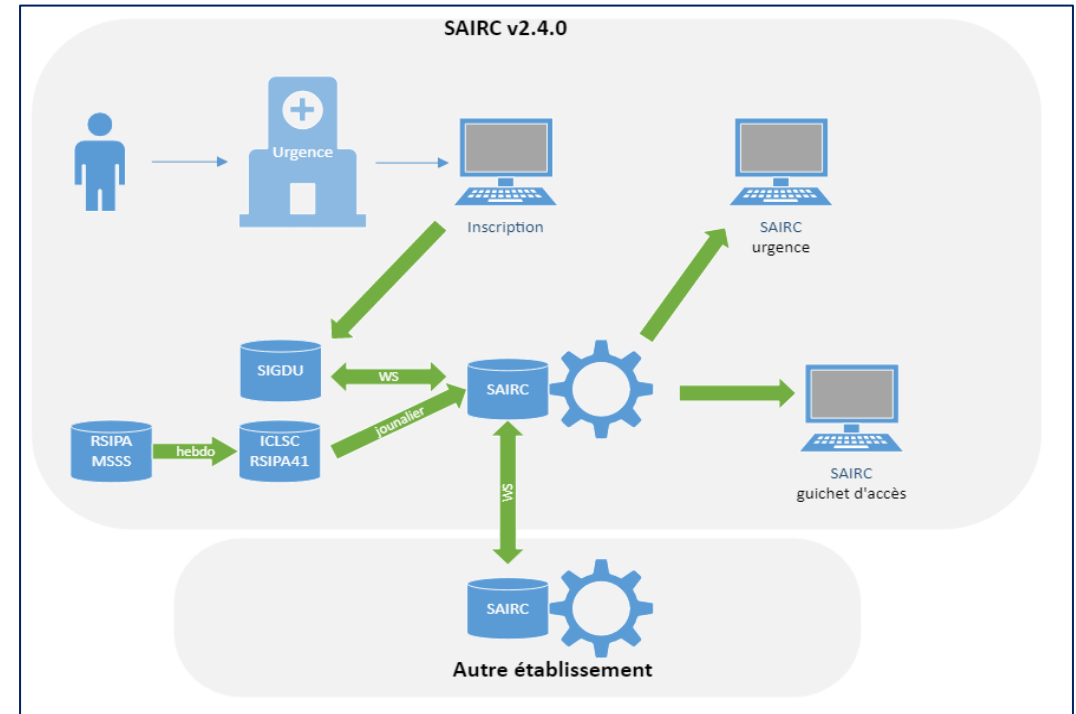 SAIRC v2.4.0
Urgence
Inscription
SAIRC
urgence
SIGDU
WS
SAIRC
jounalier
RSIPA
MSSS
hebdo
ICLSC
RSIPA41
SAIRC
guichet d'accès
WS
SAIRC
Autre établissement